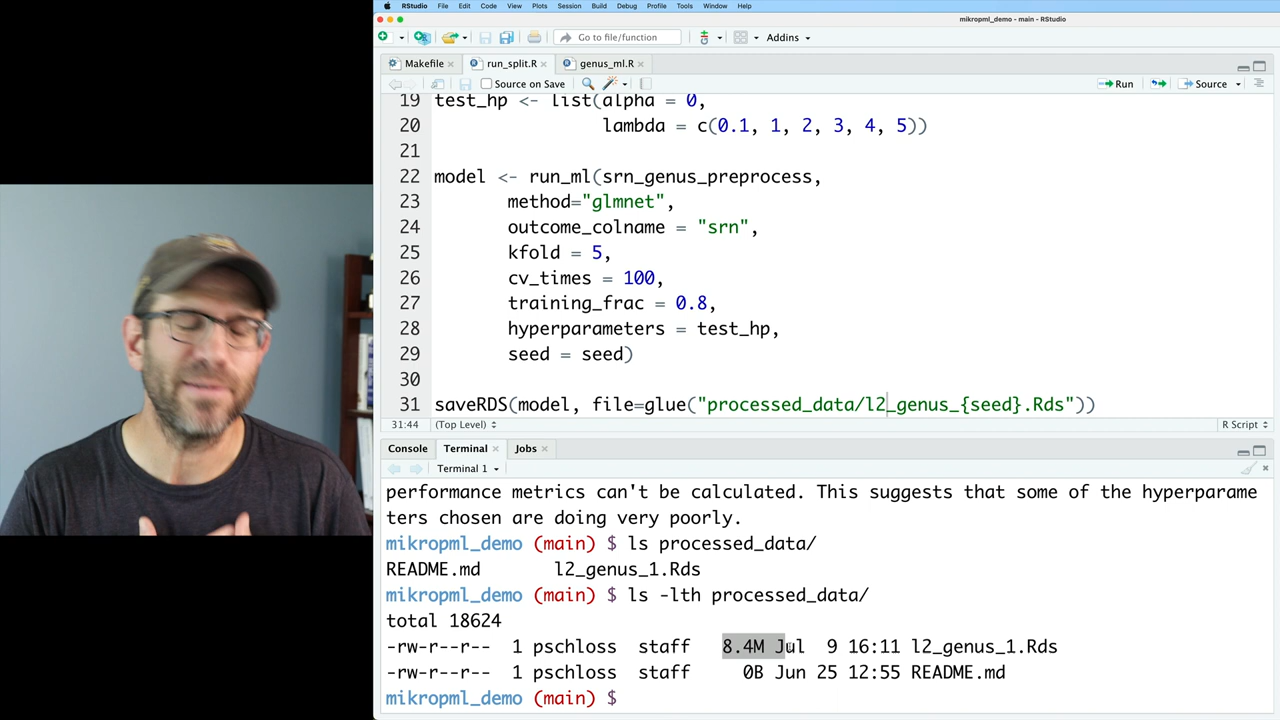 RStudio File Edit Code View Plots Session Build Debug Profile Tools Window Help
mikropml_demo - main - RStudio
Go to file/function Addins
Makefile run_split.R genus_ml.R
Source on Save Run Source
19 test_hp <- list(alpha = 0,
20 lambda = c(0.1, 1, 2, 3, 4, 5))
21
22 model <- run_ml(srn_genus_preprocess,
23 method="glmnet",
24 outcome_colname = "srn",
25 kfold = 5,
26 cv_times = 100,
27 training_frac = 0.8,
28 hyperparameters = test_hp,
29 seed = seed)
30
31 saveRDS(model, file=glue("processed_data/l2_genus_{seed}.Rds"))
31:44 (Top Level) R Script
Console Terminal Jobs
Terminal 1
performance metrics can't be calculated. This suggests that some of the hyperparame
ters chosen are doing very poorly.
mikropml_demo (main) $ ls processed_data/
README.md l2_genus_1.Rds
mikropml_demo (main) $ ls -lth processed_data/
total 18624
-rw-r--r-- 1 pschloss staff 8.4M Jul 9 16:11 l2_genus_1.Rds
-rw-r--r-- 1 pschloss staff 0B Jun 25 12:55 README.md
mikropml_demo (main) $